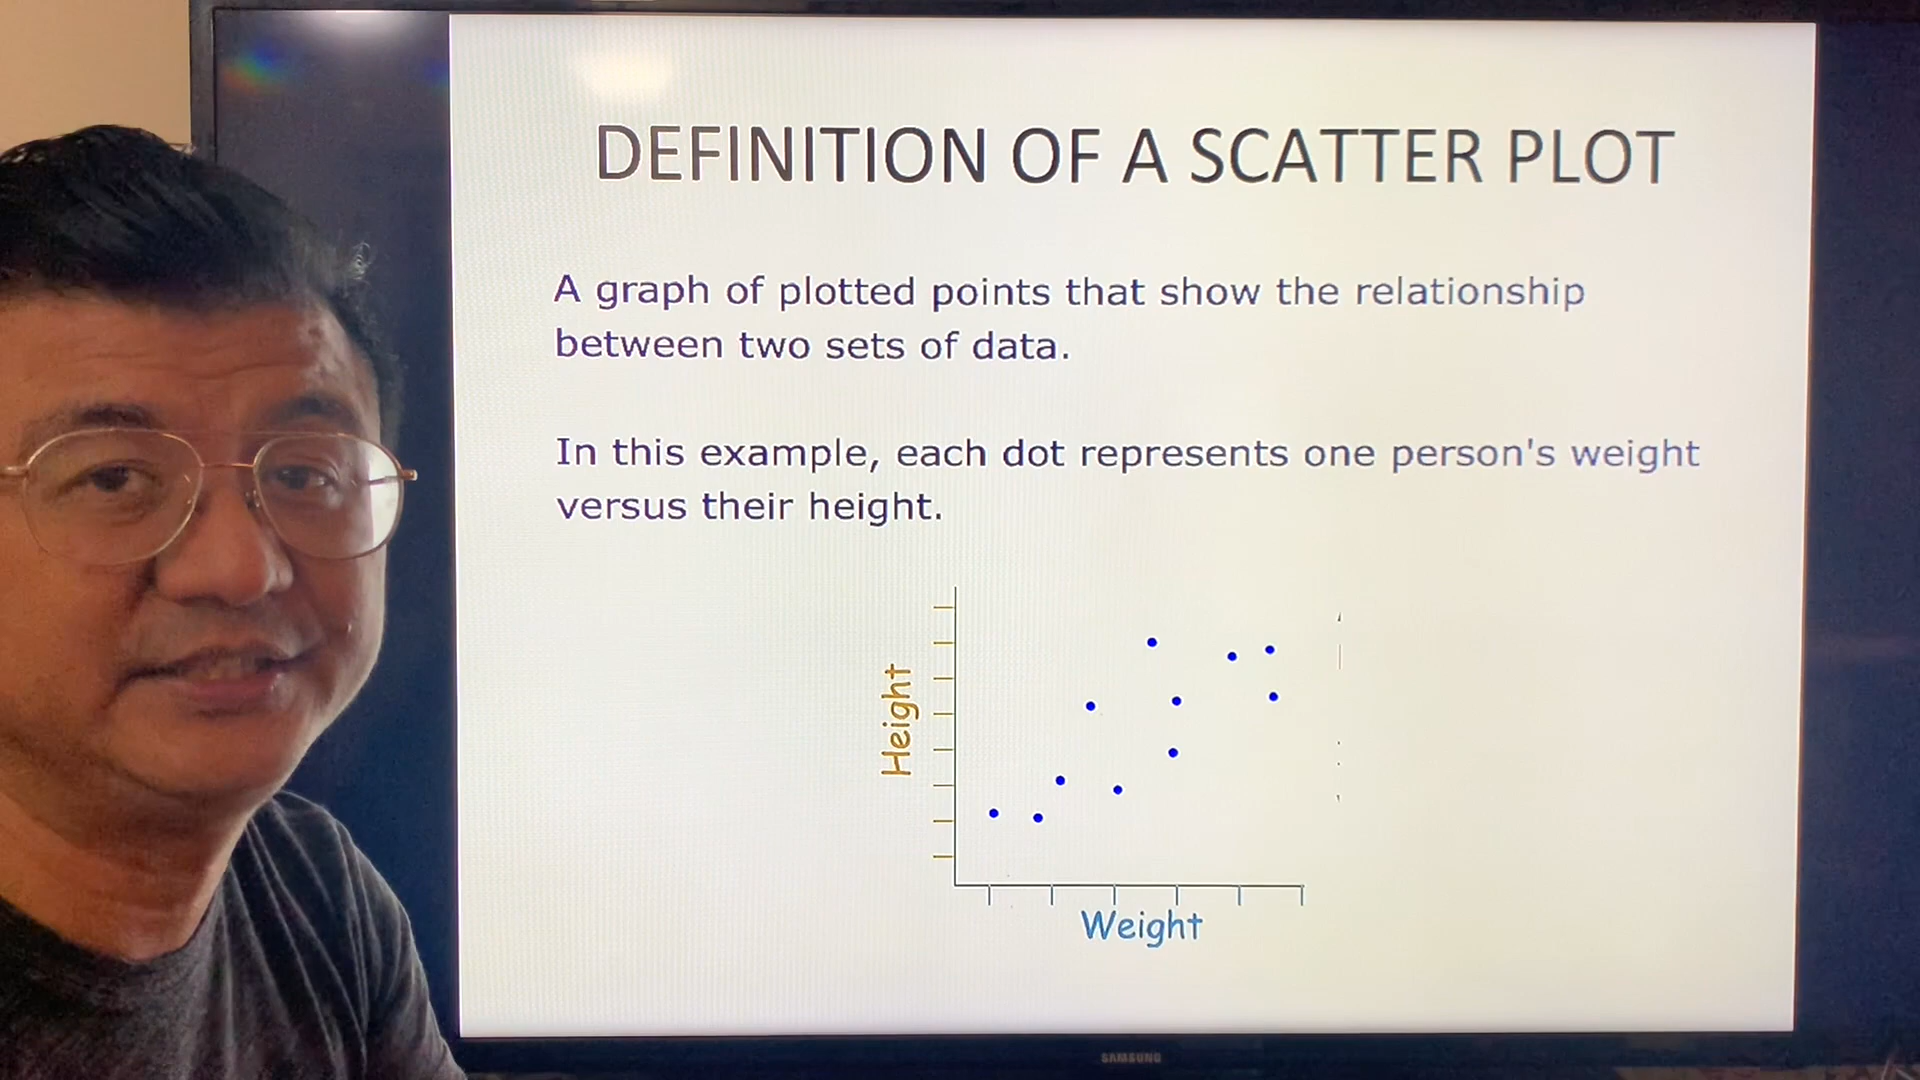 DEFINITION OF A SCATTER PLOT
A graph of plotted points that show the relationship
between two sets of data.
In this example, each dot represents one person's weight
versus their height.
Height
Weight
SAMSUNG